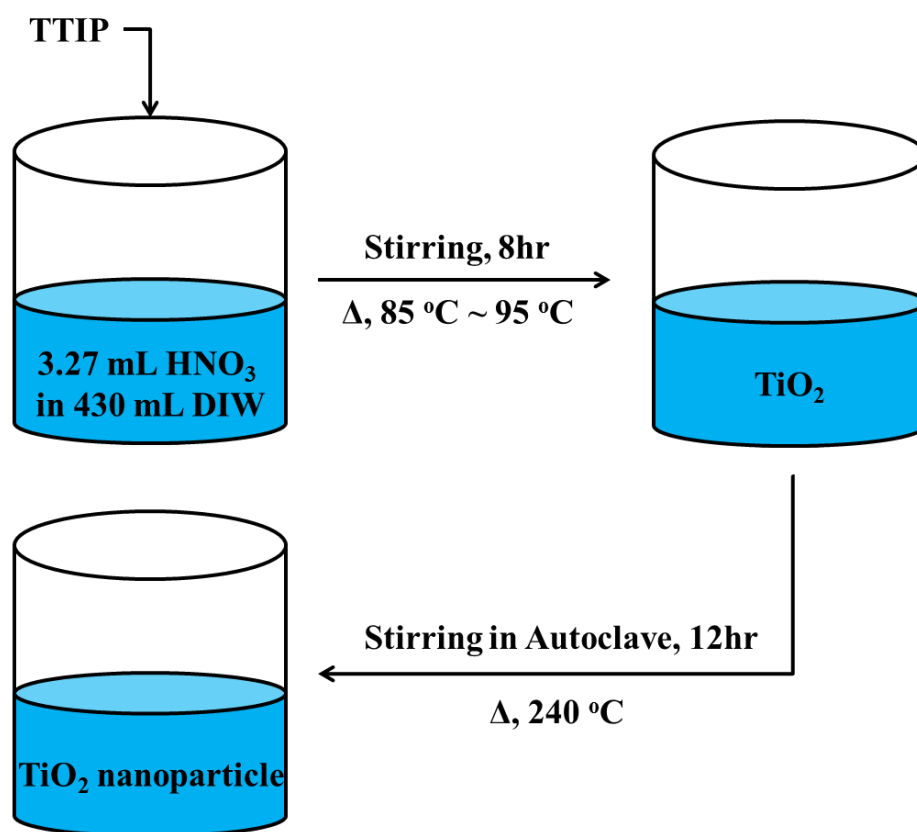 TTIP
Stirring, 8hr
Δ, 85 °C ~ 95 °C
3.27 mL HNO₃
in 430 mL DIW
TiO₂
Stirring in Autoclave, 12hr
Δ, 240 °C
TiO₂ nanoparticle